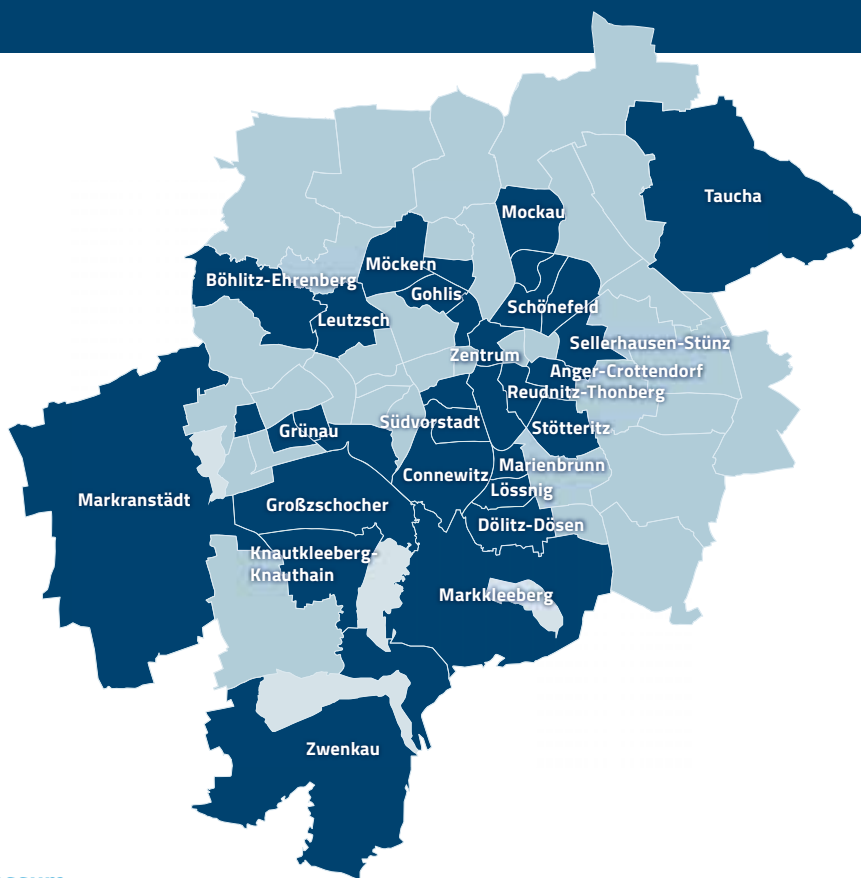 Taucha
Mockau
Möckern
Böhlitz-Ehrenberg
Gohlis
Schönefeld
Leutzsch
Sellerhausen-Stünz
Zentrum
Anger-Crottendorf
Reudnitz-Thonberg
Südvorstadt
Stötteritz
Grünau
Marienbrunn
Connewitz
Lössnig
Markranstädt
Großzschocher
Dölitz-Dösen
Knautkleeberg-
Knauthain
Markkleeberg
Zwenkau